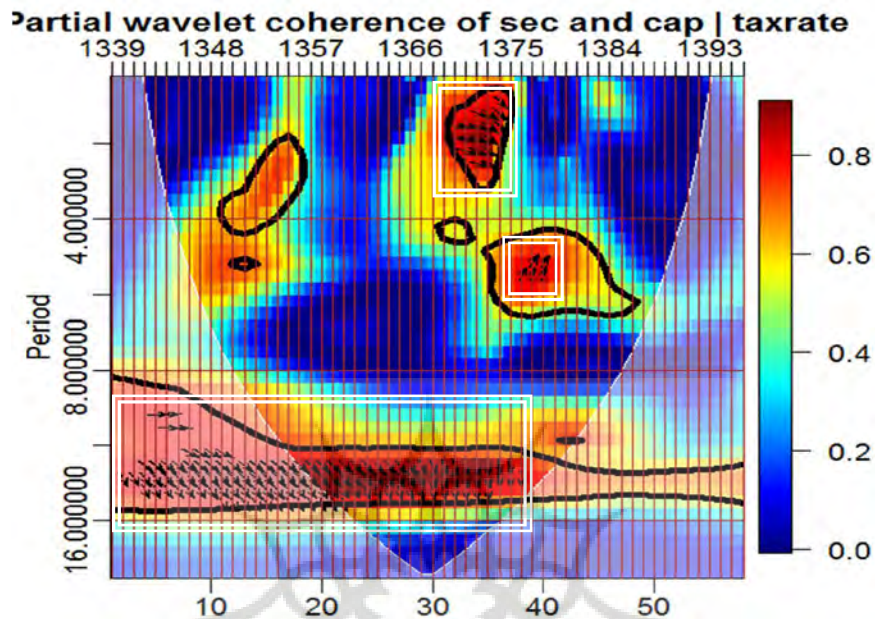 Partial wavelet coherence of sec and cap | taxrate
1339 1348 1357 1366 1375 1384 1393
0.8
4.000000
0.6
Period
0.4
8.000000
0.2
16.000000
0.0
10 20 30 40 50